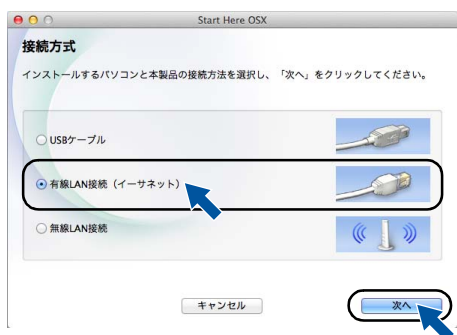 Start Here OSX
接続方式
インストールするパソコンと本製品の接続方法を選択し、「次へ」をクリックしてください。
USBケーブル
有線LAN接続（イーサネット）
無線LAN接続
キャンセル
次へ